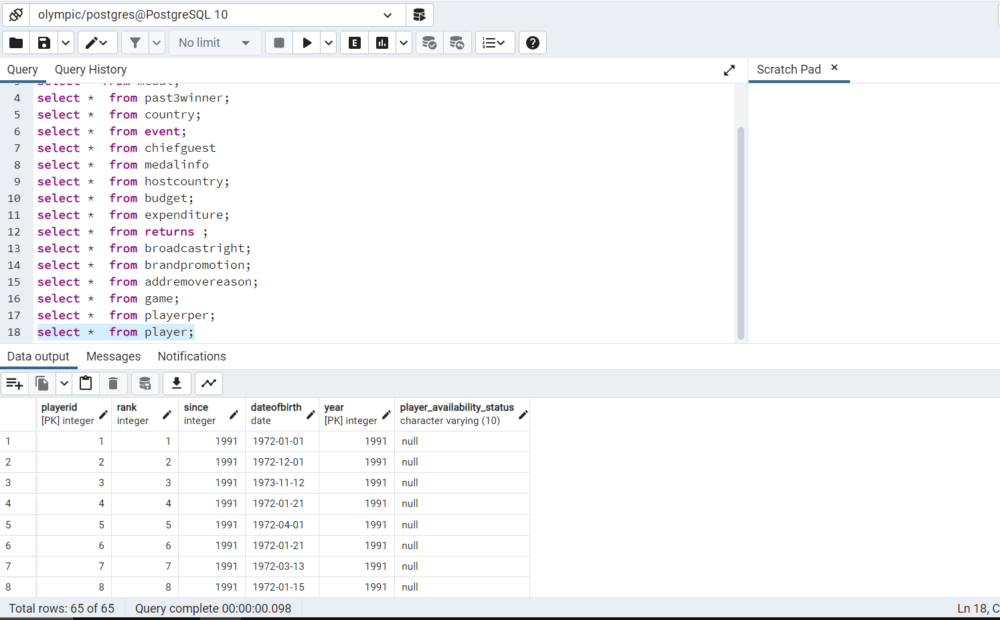 olympic/postgres@PostgreSQL 10
No limit
E
Query Query History Scratch Pad
3 select * from medal;
4 select * from past3winner;
5 select * from country;
6 select * from event;
7 select * from chiefguest
8 select * from medalinfo
9 select * from hostcountry;
10 select * from budget;
11 select * from expenditure;
12 select * from returns ;
13 select * from broadcastright;
14 select * from brandpromotion;
15 select * from addremovereason;
16 select * from game;
17 select * from playerper;
18 select * from player;
Data output Messages Notifications
playerid rank since dateofbirth year player_availability_status
[PK] integer integer integer date [PK] integer character varying (10)
1 1 1 1991 1972-01-01 1991 null
2 2 2 1991 1972-12-01 1991 null
3 3 3 1991 1973-11-12 1991 null
4 4 4 1991 1972-01-21 1991 null
5 5 5 1991 1972-04-01 1991 null
6 6 6 1991 1972-01-21 1991 null
7 7 7 1991 1972-03-13 1991 null
8 8 8 1991 1972-01-15 1991 null
Total rows: 65 of 65 Query complete 00:00:00.098 Ln 18, C